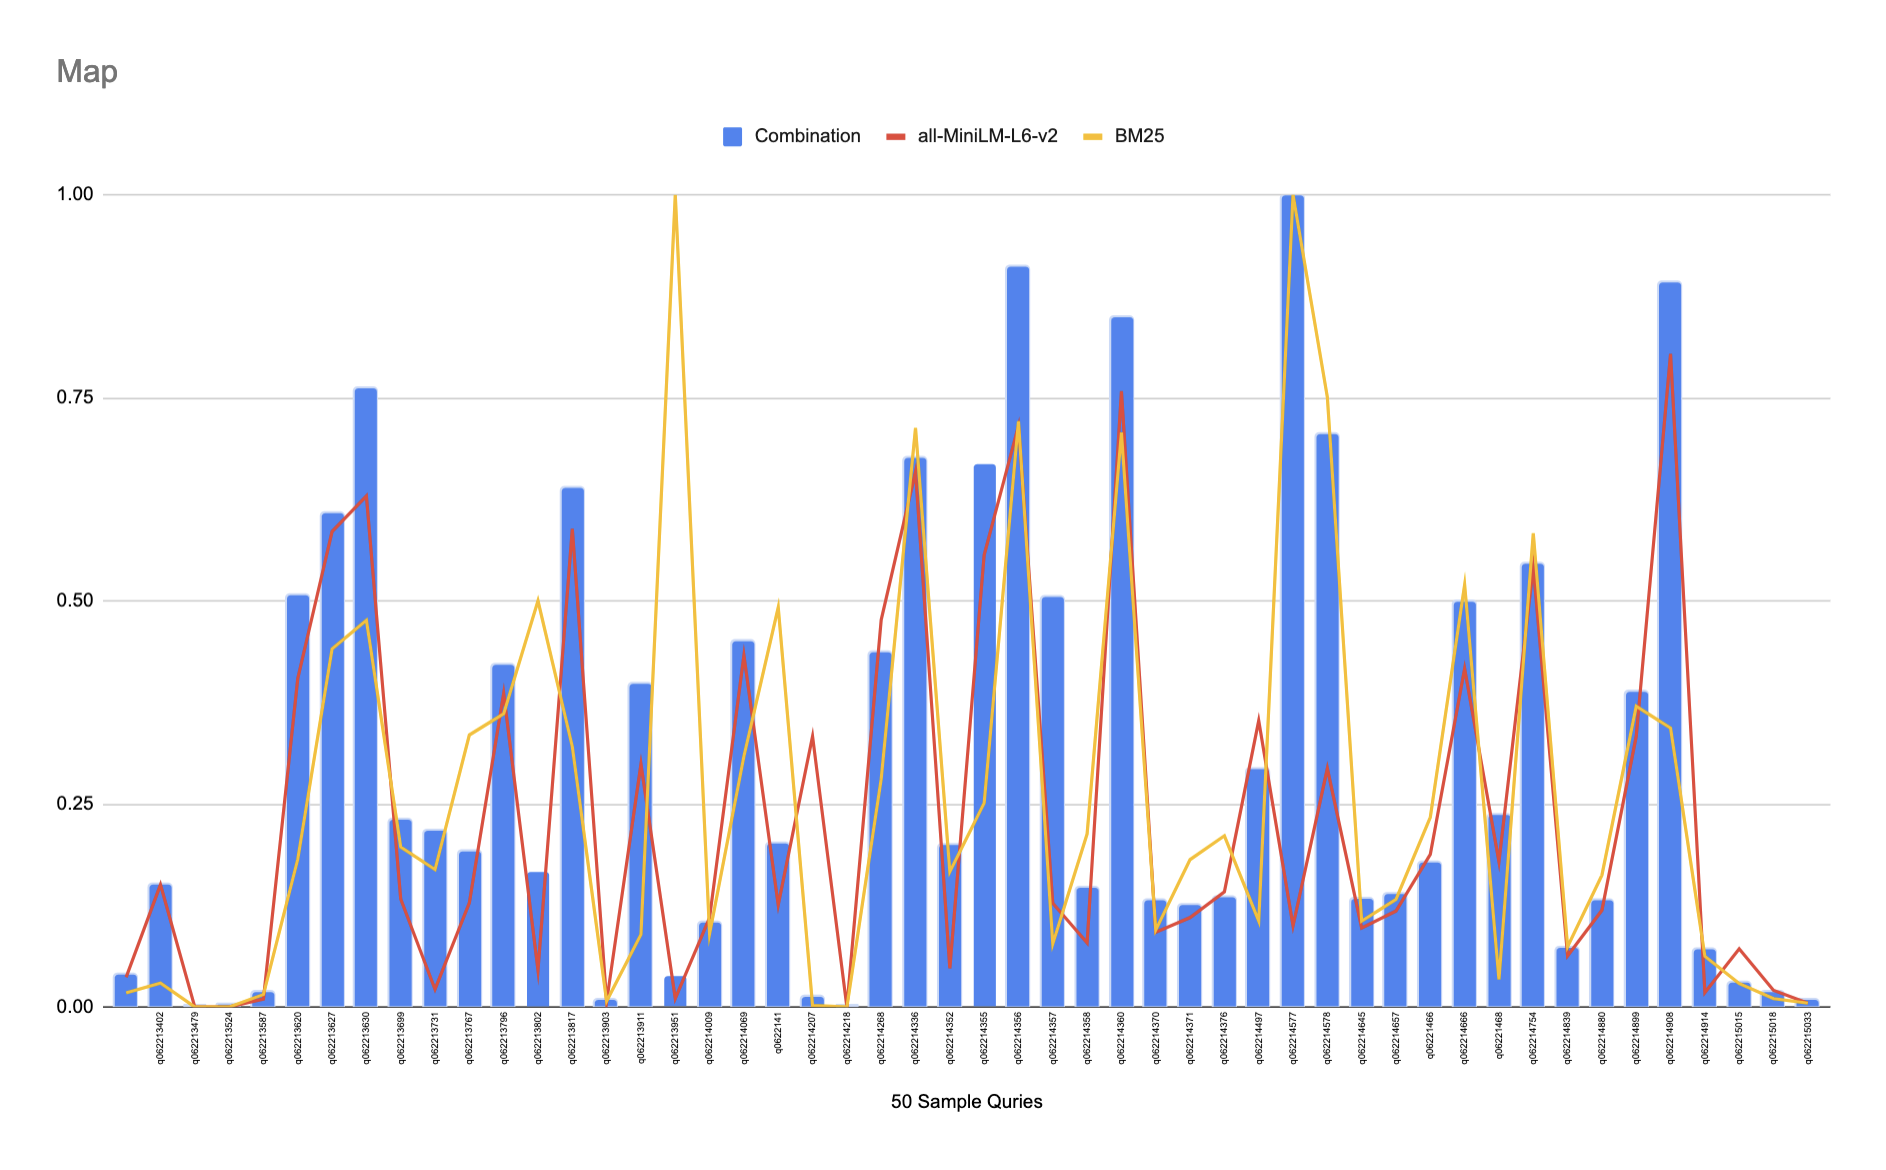 Map
Combination all-MiniLM-L6-v2 BM25
1.00
0.75
0.50
0.25
0.00
q062213402 q062213479 q062213524 q062213587 q062213620 q062213627 q062213630 q062213699 q062213731 q062213767 q062213796 q062213802 q062213817 q062213903 q062213911 q062213951 q062214009 q062214069 q0622141 q062214207 q062214218 q062214268 q062214336 q062214352 q062214355 q062214356 q062214357 q062214358 q062214360 q062214370 q062214371 q062214376 q062214497 q062214577 q062214578 q062214645 q062214657 q06221466 q062214666 q06221468 q062214754 q062214839 q062214880 q062214899 q062214908 q062214914 q062215015 q062215018 q062215033
50 Sample Quries